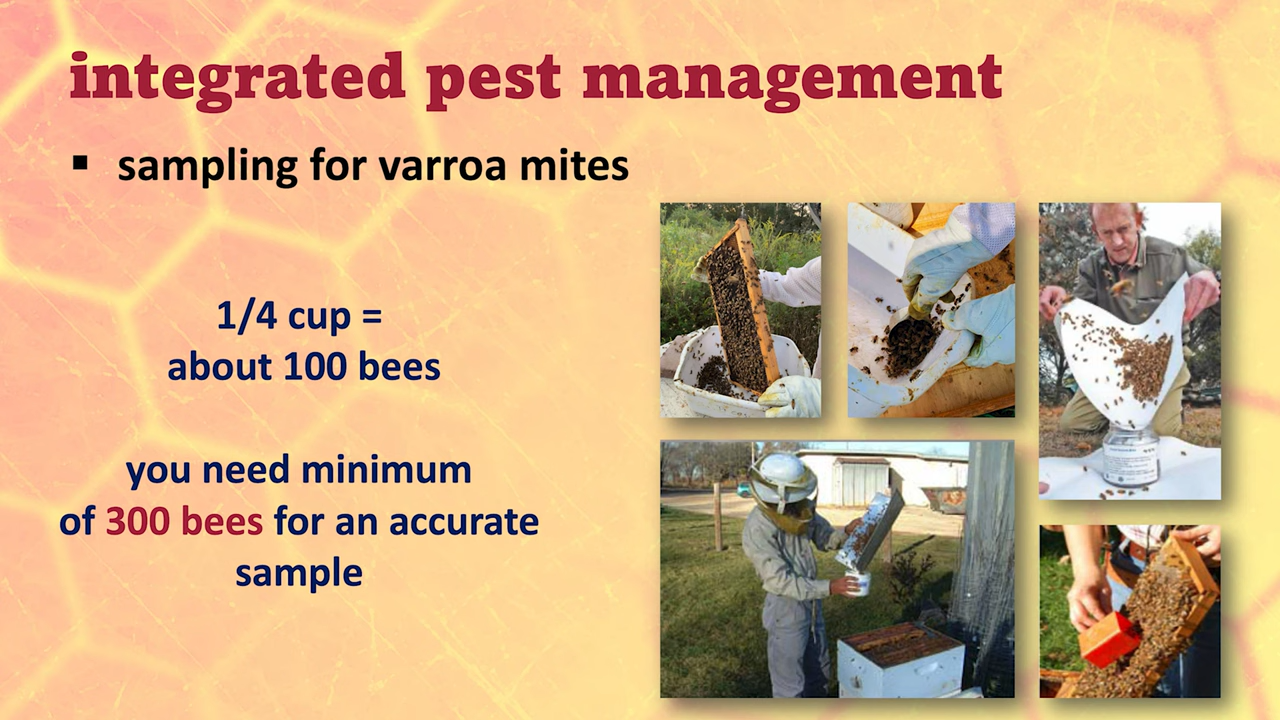 integrated pest management
▪ sampling for varroa mites
1/4 cup =
about 100 bees
you need minimum
of 300 bees for an accurate
sample